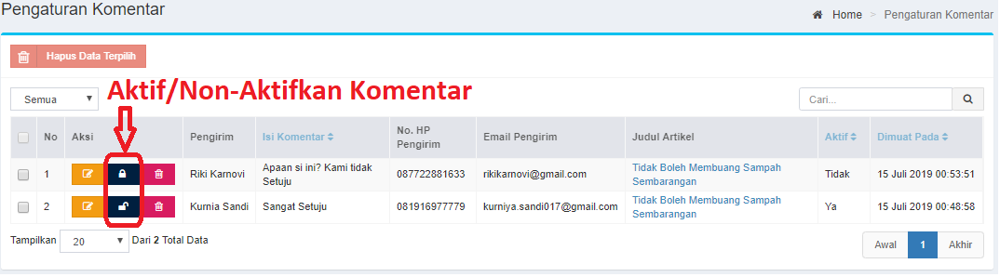 Pengaturan Komentar
Home > Pengaturan Komentar
Hapus Data Terpilih
Semua
Aktif/Non-Aktifkan Komentar
Cari...
No Aksi Pengirim Isi Komentar No. HP Pengirim Email Pengirim Judul Artikel Aktif Dimuat Pada
1 Riki Karnovi Apaan si ini? Kami tidak Setuju 087722881633 rikikarnovi@gmail.com Tidak Boleh Membuang Sampah Sembarangan Tidak 15 Juli 2019 00:53:51
2 Kurnia Sandi Sangat Setuju 081916977779 kurniya.sandi017@gmail.com Tidak Boleh Membuang Sampah Sembarangan Ya 15 Juli 2019 00:48:58
Tampilkan 20 Dari 2 Total Data
Awal 1 Akhir